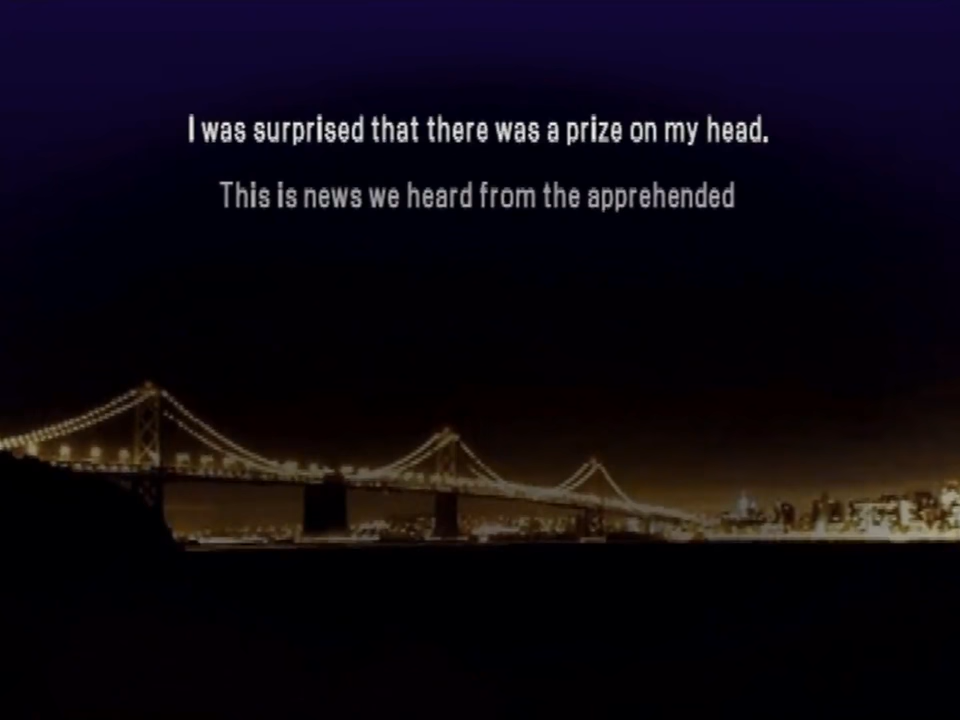 I was surprised that there was a prize on my head.
This is news we heard from the apprehended